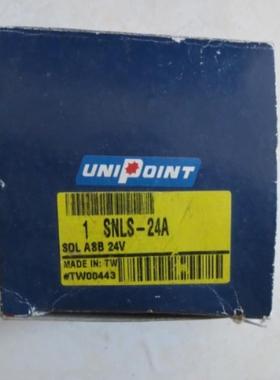 UNIPOINT
1 SNLS-24A
SOL ASB 24V
MADE IN: TW
#TW00443